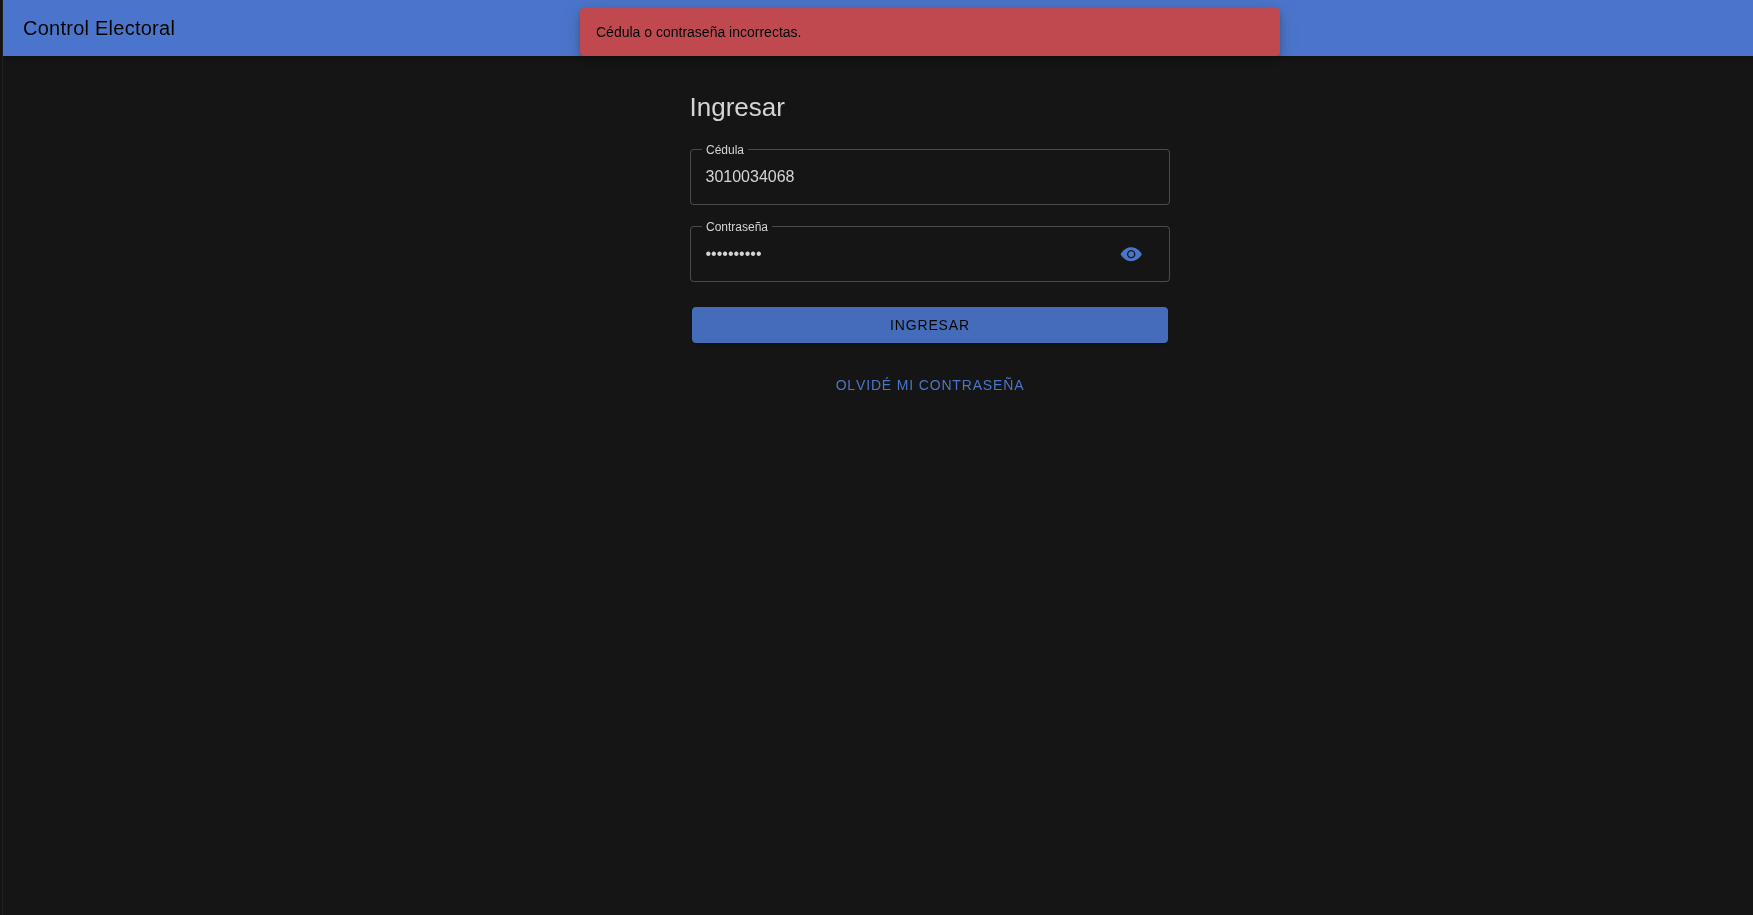 Control Electoral
Cédula o contraseña incorrectas.
Ingresar
Cédula
3010034068
Contraseña
••••••••••
INGRESAR
OLVIDÉ MI CONTRASEÑA